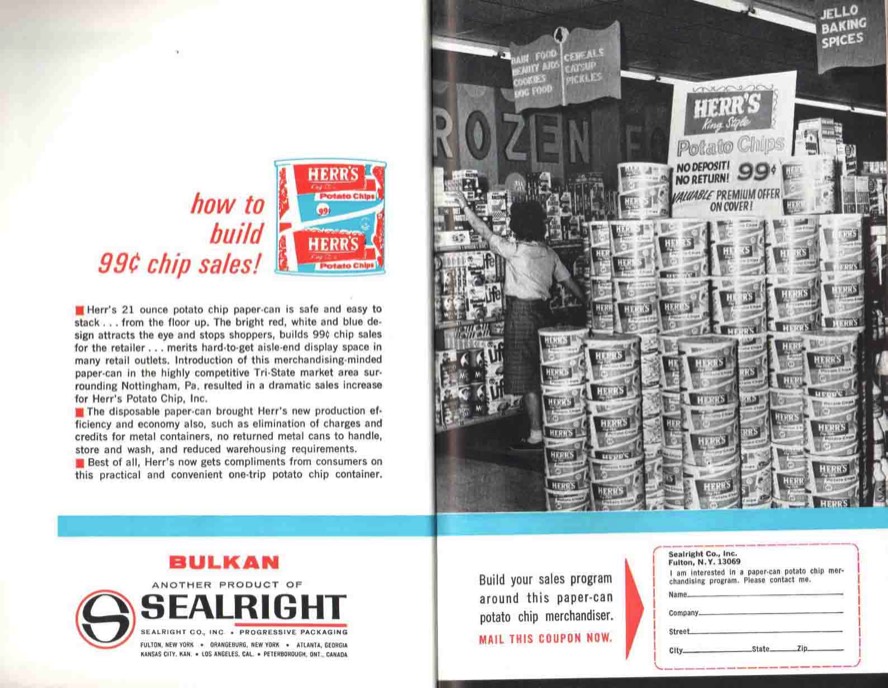 how to
build
99¢ chip sales!
HERR'S
Potato Chips
99¢
HERR'S
Potato Chips
Herr's 21 ounce potato chip paper-can is safe and easy to
stack . . . from the floor up. The bright red, white and blue de-
sign attracts the eye and stops shoppers, builds 99¢ chip sales
for the retailer . . . merits hard-to-get aisle-end display space in
many retail outlets. Introduction of this merchandising-minded
paper-can in the highly competitive Tri-State market area sur-
rounding Nottingham, Pa. resulted in a dramatic sales increase
for Herr's Potato Chip, Inc.
The disposable paper-can brought Herr's new production ef-
ficiency and economy also, such as elimination of charges and
credits for metal containers, no returned metal cans to handle,
store and wash, and reduced warehousing requirements.
Best of all, Herr's now gets compliments from consumers on
this practical and convenient one-trip potato chip container.
BULKAN
ANOTHER PRODUCT OF
SEALRIGHT
SEALRIGHT CO., INC. • PROGRESSIVE PACKAGING
FULTON, NEW YORK • ORANGEBURG, NEW YORK • ATLANTA, GEORGIA
KANSAS CITY, KAN. • LOS ANGELES, CAL. • PETERBOROUGH, ONT., CANADA
JELLO
BAKING
SPICES
4
HAIR FOOD
BEAUTY AIDS
COOKIES
DOG FOOD
CEREALS
CATSUP
PICKLES
ROZEN F
HERR'S
King Style
Potato Chips
NO DEPOSIT!
NO RETURN! 99¢
VALUABLE PREMIUM OFFER
ON COVER!
HERR'S
Build your sales program
around this paper-can
potato chip merchandiser.
MAIL THIS COUPON NOW.
Sealright Co., Inc.
Fulton, N.Y. 13069
I am interested in a paper-can potato chip mer-
chandising program. Please contact me.
Name
Company
Street
City State Zip